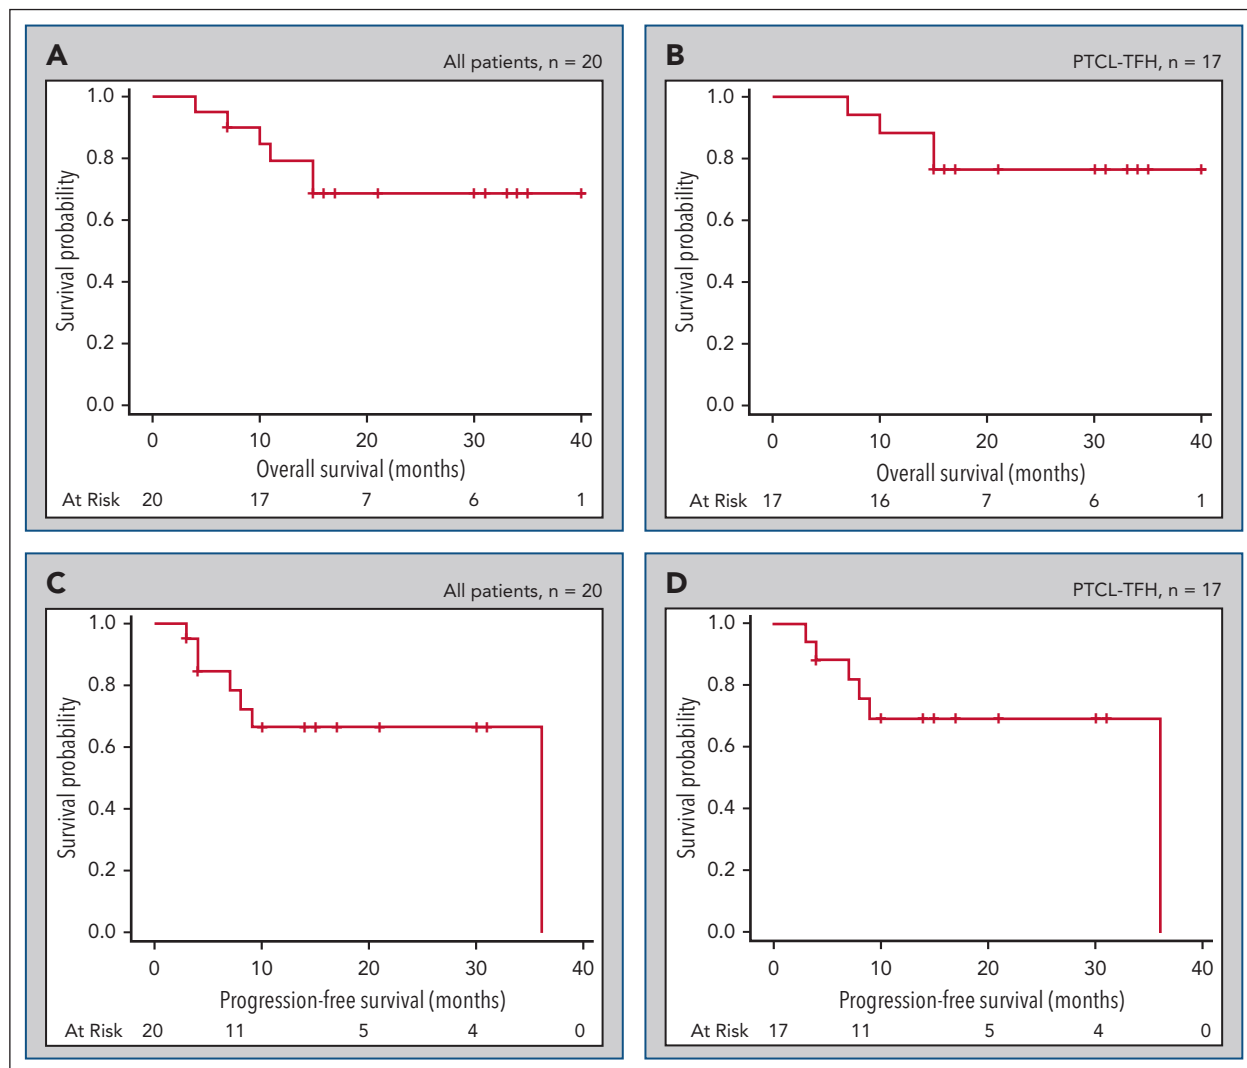 A
All patients, n = 20
1.0
0.8
0.6
0.4
0.2
0.0
Survival probability
0 10 20 30 40
Overall survival (months)
At Risk 20 17 7 6 1
B
PTCL-TFH, n = 17
1.0
0.8
0.6
0.4
0.2
0.0
Survival probability
0 10 20 30 40
Overall survival (months)
At Risk 17 16 7 6 1
C
All patients, n = 20
1.0
0.8
0.6
0.4
0.2
0.0
Survival probability
0 10 20 30 40
Progression-free survival (months)
At Risk 20 11 5 4 0
D
PTCL-TFH, n = 17
1.0
0.8
0.6
0.4
0.2
0.0
Survival probability
0 10 20 30 40
Progression-free survival (months)
At Risk 17 11 5 4 0